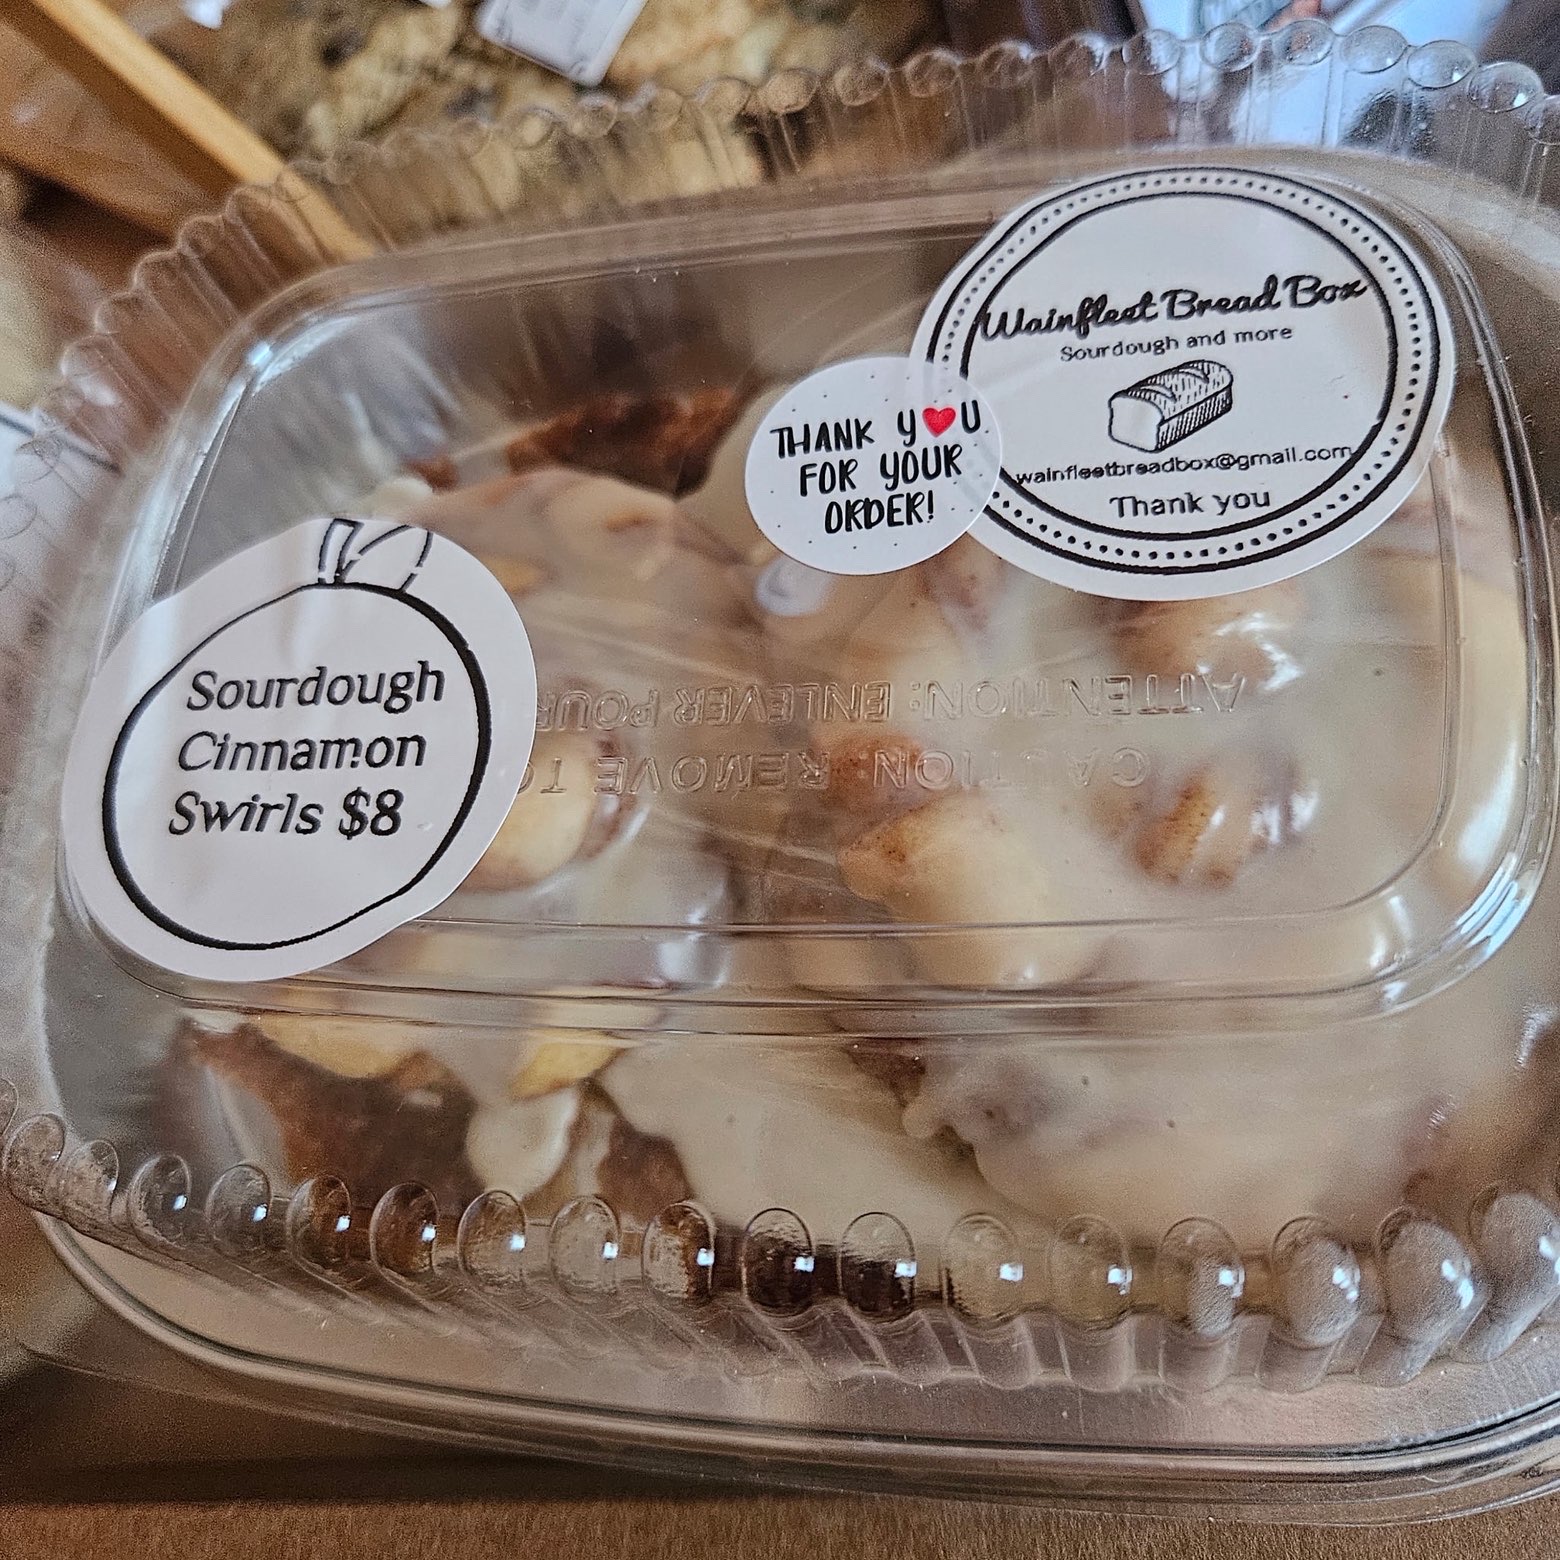 Wainfleet Bread Box
Sourdough and more
wainfleetbreadbox@gmail.com
Thank you
THANK YOU
FOR YOUR
ORDER!
Sourdough
Cinnamon
Swirls $8
CAUTION: REMOVE TO
ATTENTION: ENLEVER POUR